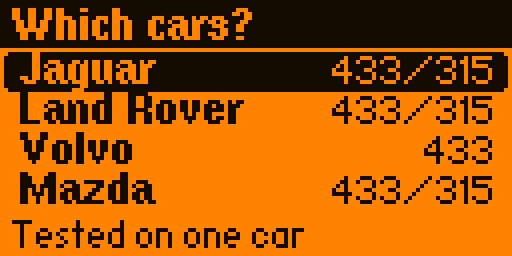 Which cars?
Jaguar 433/315
Land Rover 433/315
Volvo 433
Mazda 433/315
Tested on one car